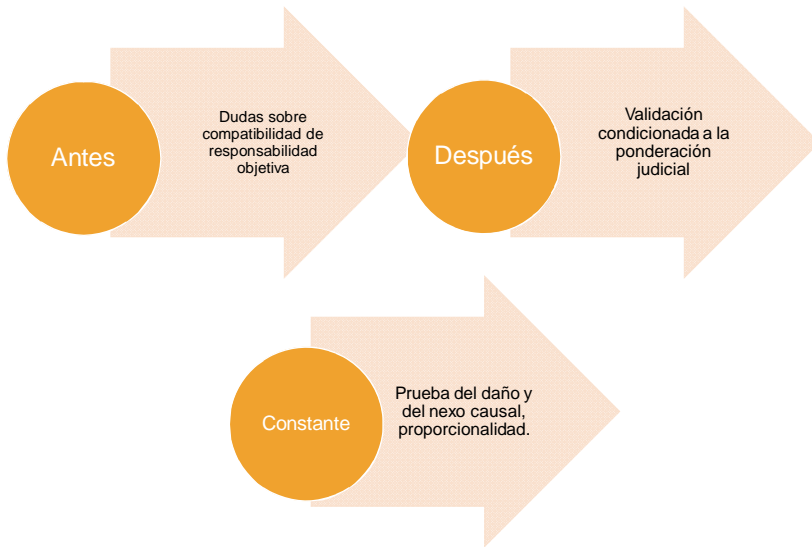 Antes
Dudas sobre
compatibilidad de
responsabilidad
objetiva
Después
Validación
condicionada a la
ponderación
judicial
Constante
Prueba del daño y
del nexo causal,
proporcionalidad.